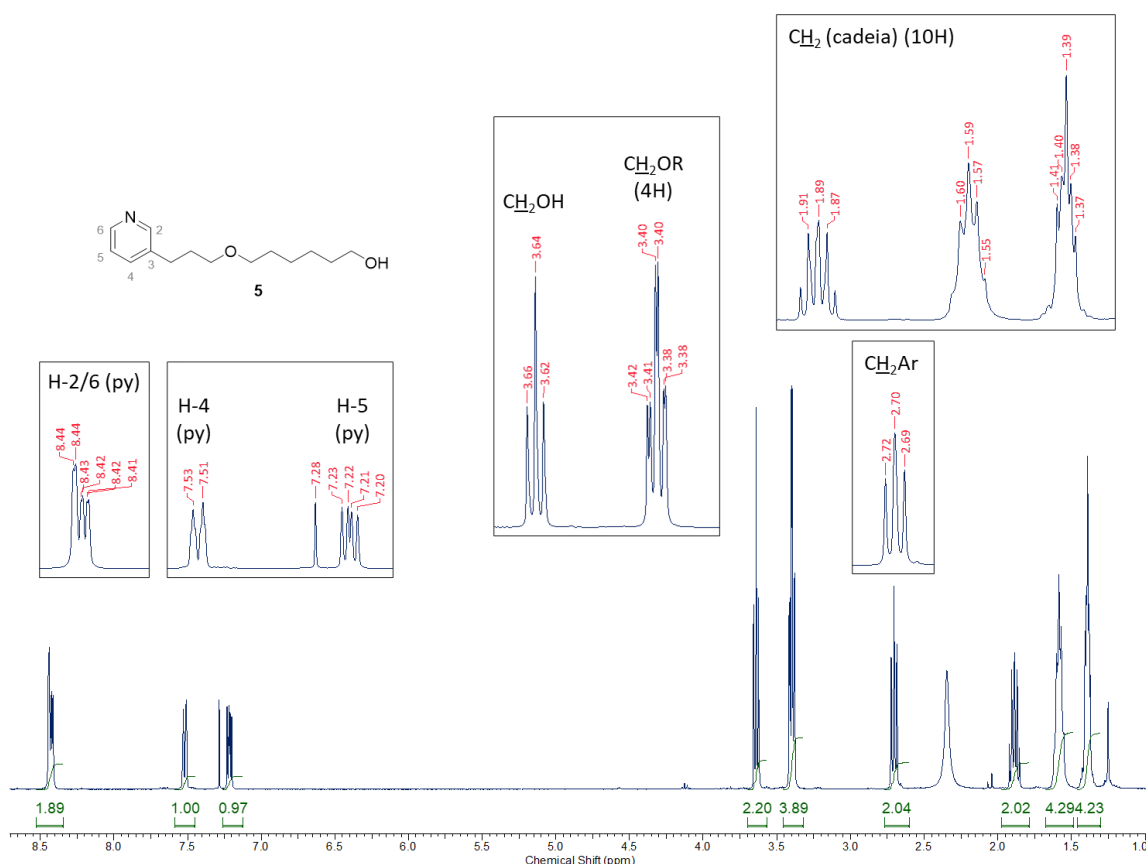 CH₂ (cadeia) (10H)
1.91
1.89
1.87
1.60
1.59
1.57
1.55
1.41
1.40
1.39
1.38
1.37
CH₂OH
3.66
3.64
3.62
CH₂OR
(4H)
3.42
3.41
3.40
3.40
3.38
3.38
N
6
2
5
3
4
O
OH
5
H-2/6 (py)
8.44
8.44
8.43
8.42
8.42
8.41
H-4
(py)
7.53
7.51
H-5
(py)
7.28
7.23
7.22
7.21
7.20
CH₂Ar
2.72
2.70
2.69
1.89 1.00 0.97 2.20 3.89 2.04 2.02 4.29 4.23
8.5 8.0 7.5 7.0 6.5 6.0 5.5 5.0 4.5 4.0 3.5 3.0 2.5 2.0 1.5 1.0
Chemical Shift (ppm)